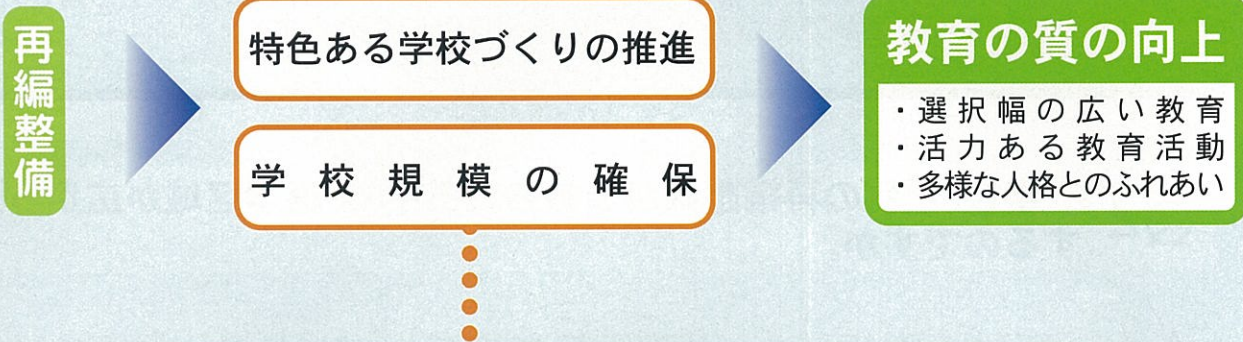 再編整備
特色ある学校づくりの推進
学校規模の確保
教育の質の向上
・選択幅の広い教育
・活力ある教育活動
・多様な人格とのふれあい